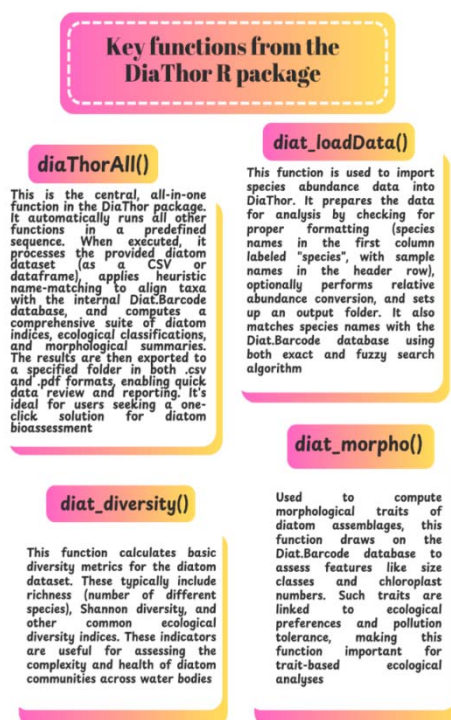 Key functions from the
DiaThor R package
diaThorAll()
This is the central, all-in-one
function in the DiaThor package.
It automatically runs all other
functions in a predefined
sequence. When executed, it
processes the provided diatom
dataset (as a CSV or
dataframe), applies heuristic
name-matching to align taxa
with the internal Diat.Barcode
database, and computes a
comprehensive suite of diatom
indices, ecological classifications,
and morphological summaries.
The results are then exported to
a specified folder in both .csv
and .pdf formats, enabling quick
data review and reporting. It's
ideal for users seeking a one-
click solution for diatom
bioassessment
diat_loadData()
This function is used to import
species abundance data into
DiaThor. It prepares the data
for analysis by checking for
proper formatting (species
names in the first column
labeled "species", with sample
names in the header row),
optionally performs relative
abundance conversion, and sets
up an output folder. It also
matches species names with the
Diat.Barcode database using
both exact and fuzzy search
algorithm
diat_diversity()
This function calculates basic
diversity metrics for the diatom
dataset. These typically include
richness (number of different
species), Shannon diversity, and
other common ecological
diversity indices. These indicators
are useful for assessing the
complexity and health of diatom
communities across water bodies
diat_morpho()
Used to compute
morphological traits of
diatom assemblages, this
function draws on the
Diat.Barcode database to
assess features like size
classes and chloroplast
numbers. Such traits are
linked to ecological
preferences and pollution
tolerance, making this
function important for
trait-based ecological
analyses